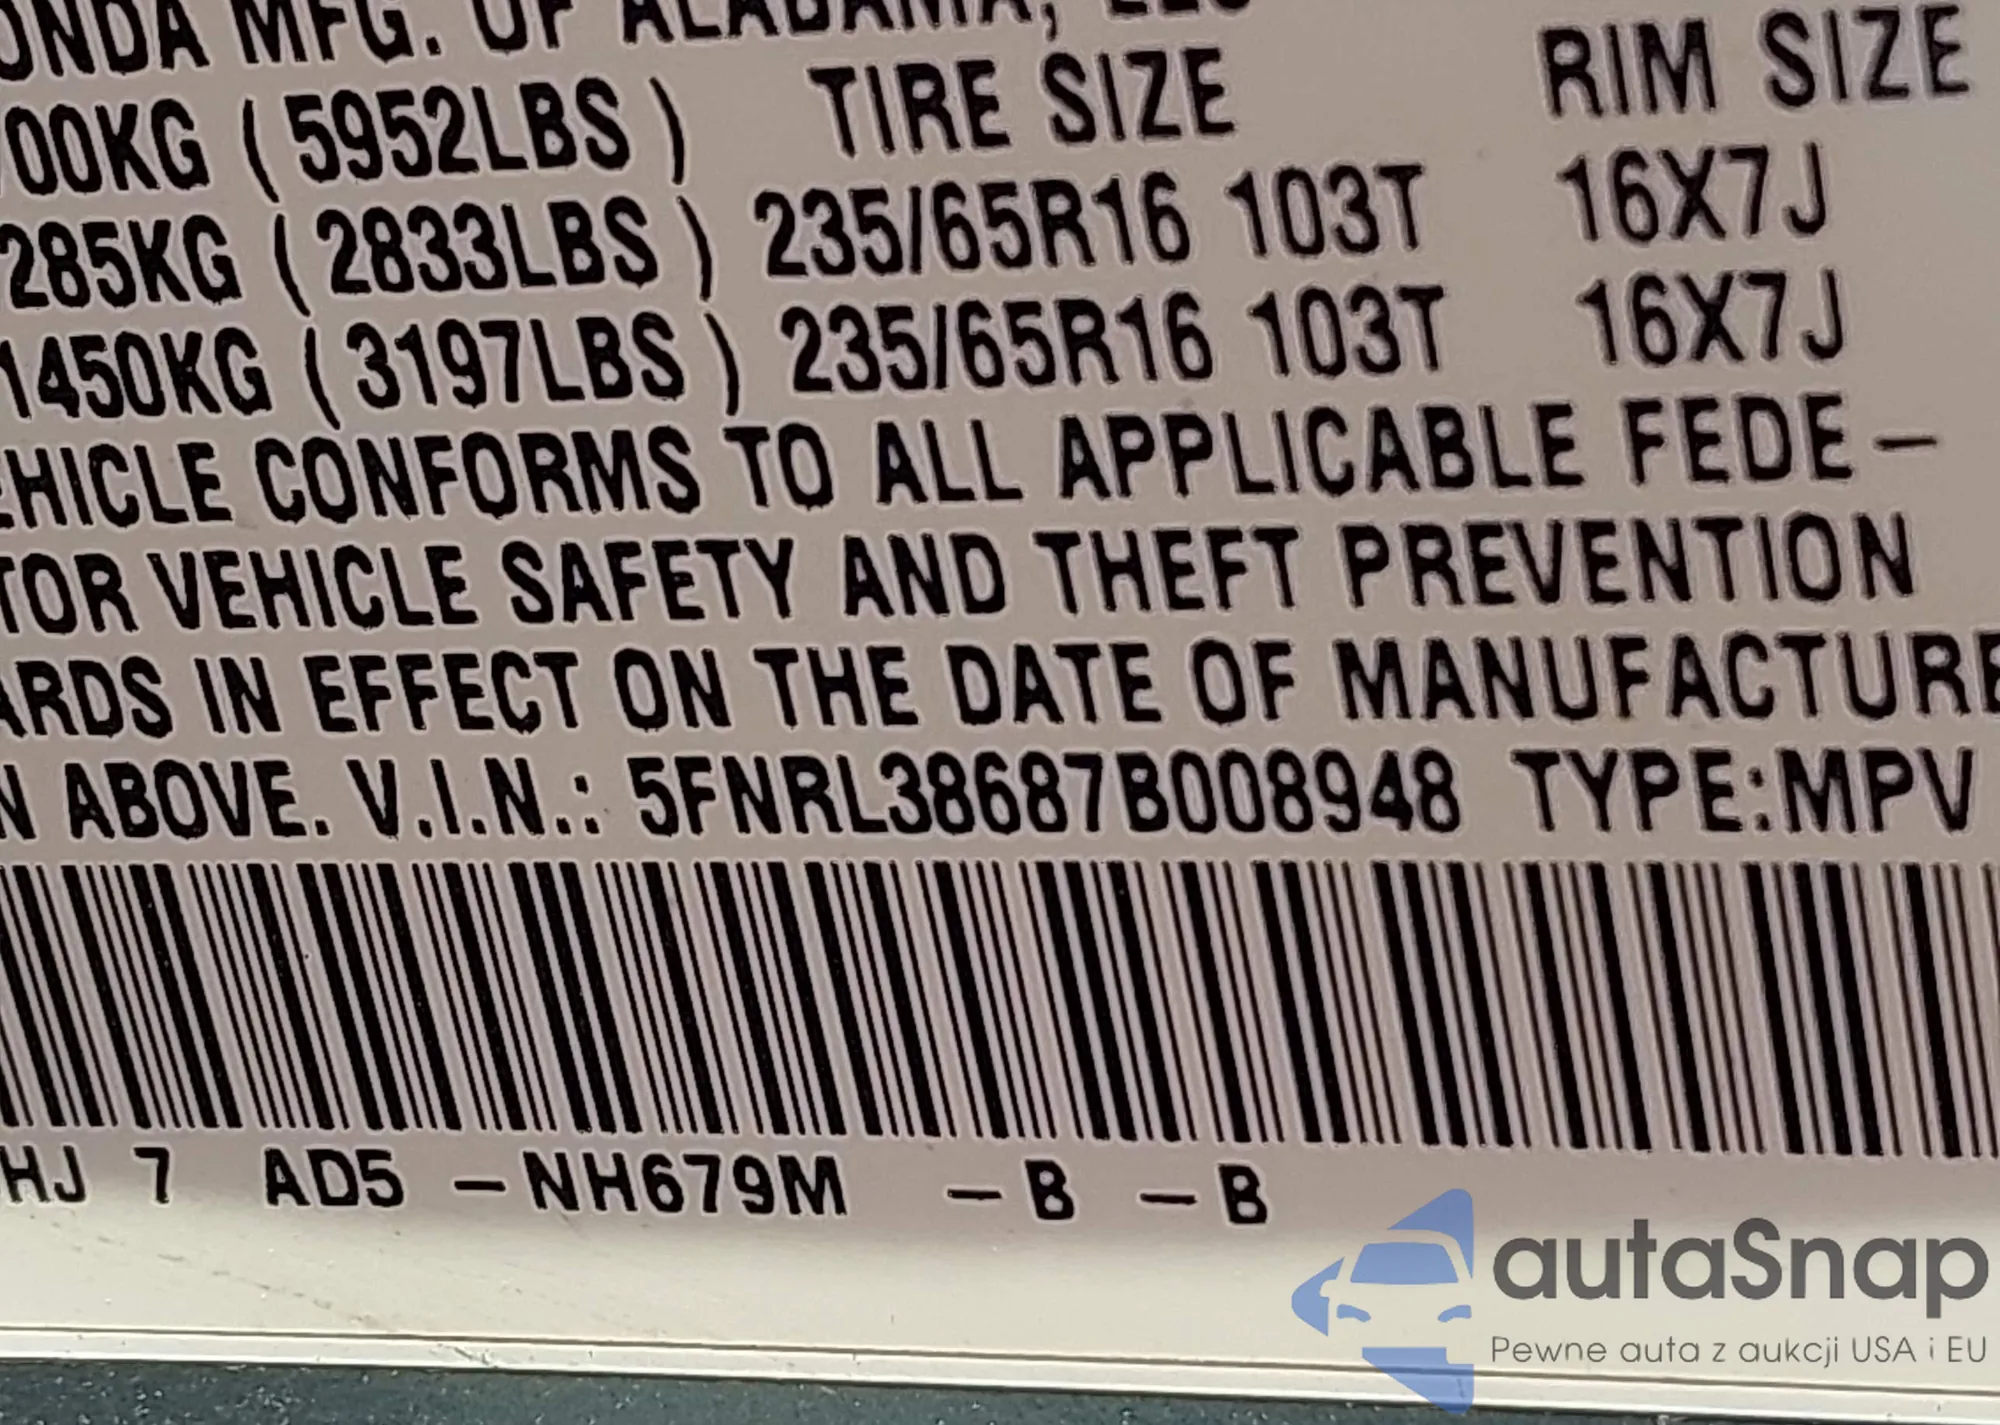 ONDA MFG. OF ALABAMA, LLC
00KG (5952LBS) TIRE SIZE RIM SIZE
285KG (2833LBS) 235/65R16 103T 16X7J
1450KG (3197LBS) 235/65R16 103T 16X7J
EHICLE CONFORMS TO ALL APPLICABLE FEDE-
TOR VEHICLE SAFETY AND THEFT PREVENTION
ARDS IN EFFECT ON THE DATE OF MANUFACTURE
N ABOVE. V.I.N.: 5FNRL38687B008948 TYPE:MPV
HJ 7 AD5 -NH679M -B -B
autaSnap
Pewne auta z aukcji USA i EU